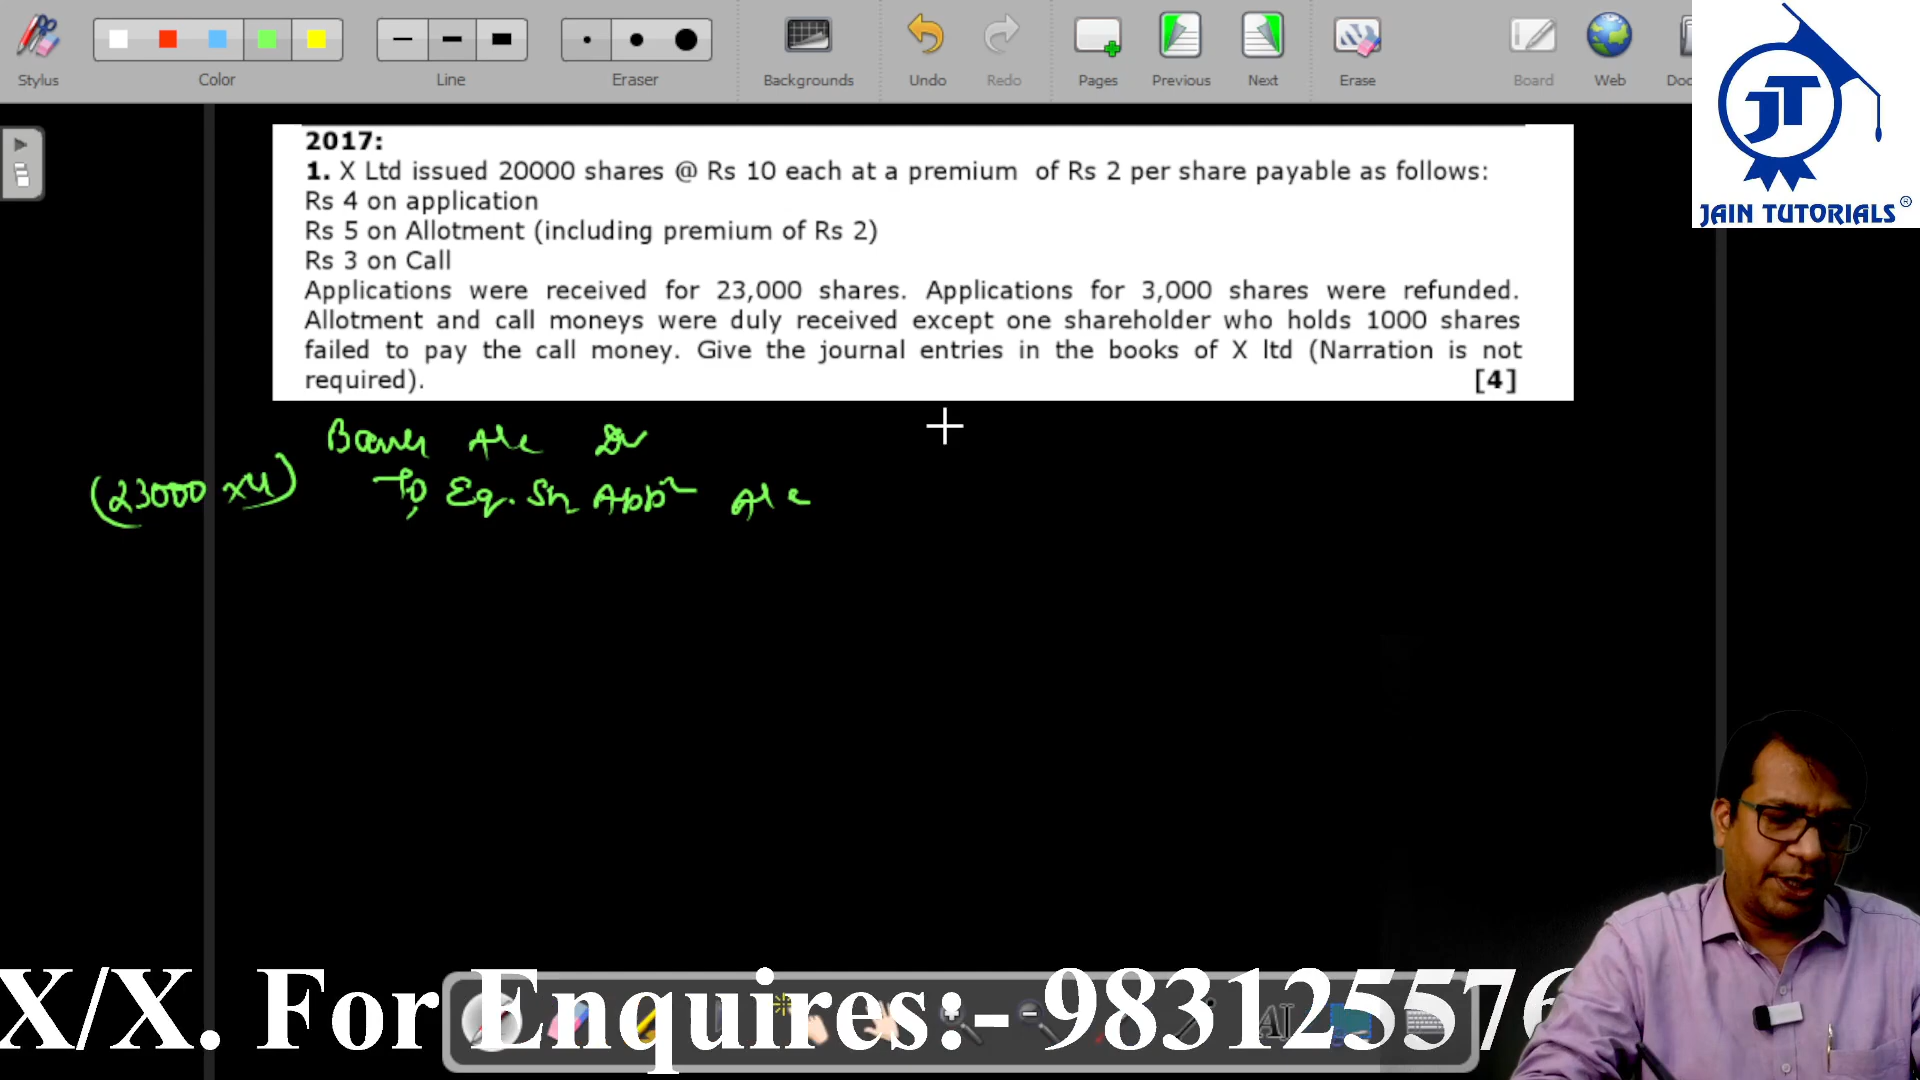 Stylus
Color
Line
Eraser
Backgrounds
Undo
Redo
Pages
Previous
Next
Erase
Board
Web
JT
JAIN TUTORIALS ®
2017:
1. X Ltd issued 20000 shares @ Rs 10 each at a premium of Rs 2 per share payable as follows:
Rs 4 on application
Rs 5 on Allotment (including premium of Rs 2)
Rs 3 on Call
Applications were received for 23,000 shares. Applications for 3,000 shares were refunded.
Allotment and call moneys were duly received except one shareholder who holds 1000 shares
failed to pay the call money. Give the journal entries in the books of X ltd (Narration is not
required). [4]
Bank A/c Dr
(23000 x4) To Eq. Sh Appn A/c
X/X. For Enquires:- 983125576